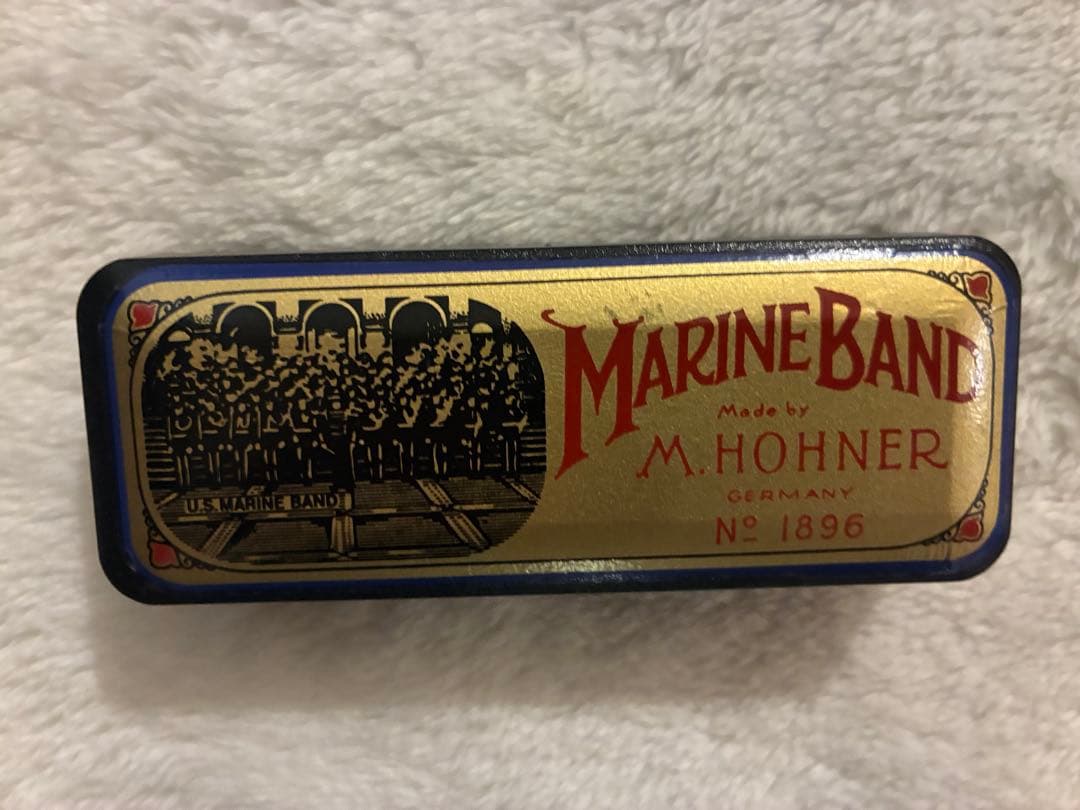 U.S. MARINE BAND
MARINE BAND
Made by
M. HOHNER
GERMANY
Nº 1896